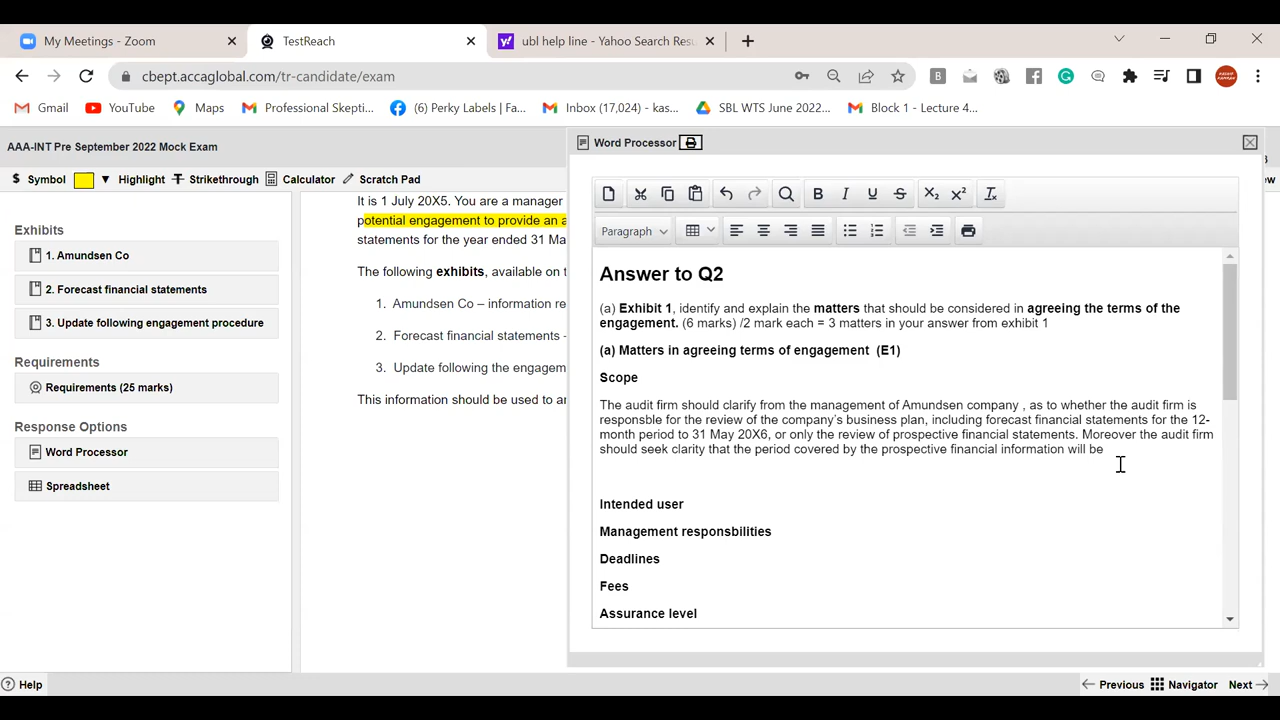 My Meetings - Zoom
TestReach
ubl help line - Yahoo Search Resu
cbept.accaglobal.com/tr-candidate/exam
Gmail
YouTube
Maps
Professional Skepti...
(6) Perky Labels | Fa...
Inbox (17,024) - kas...
SBL WTS June 2022...
Block 1 - Lecture 4...
AAA-INT Pre September 2022 Mock Exam
$ Symbol
Highlight
Strikethrough
Calculator
Scratch Pad
Exhibits
1. Amundsen Co
2. Forecast financial statements
3. Update following engagement procedure
Requirements
Requirements (25 marks)
Response Options
Word Processor
Spreadsheet
It is 1 July 20X5. You are a manager
potential engagement to provide an a
statements for the year ended 31 Ma
The following exhibits, available on t
1. Amundsen Co – information re
2. Forecast financial statements -
3. Update following the engagem
This information should be used to an
Word Processor
B I U S X₂ X² Tx
Paragraph
Answer to Q2
(a) Exhibit 1, identify and explain the matters that should be considered in agreeing the terms of the
engagement. (6 marks) /2 mark each = 3 matters in your answer from exhibit 1
(a) Matters in agreeing terms of engagement (E1)
Scope
The audit firm should clarify from the management of Amundsen company , as to whether the audit firm is
responsble for the review of the company's business plan, including forecast financial statements for the 12-
month period to 31 May 20X6, or only the review of prospective financial statements. Moreover the audit firm
should seek clarity that the period covered by the prospective financial information will be
Intended user
Management responsbilities
Deadlines
Fees
Assurance level
Help
Previous
Navigator
Next